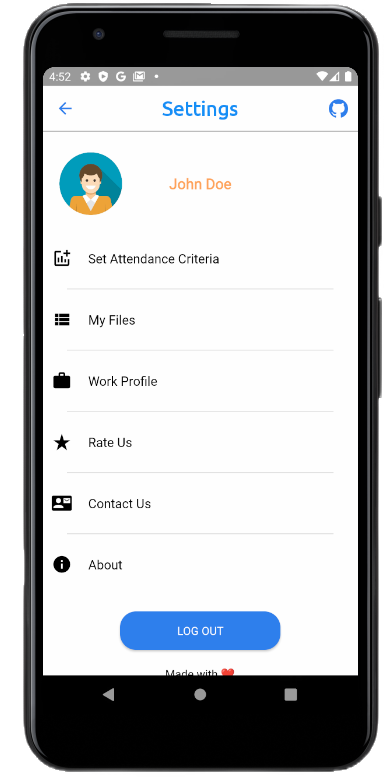 4:52
Settings
John Doe
Set Attendance Criteria
My Files
Work Profile
Rate Us
Contact Us
About
LOG OUT
Made with ❤️